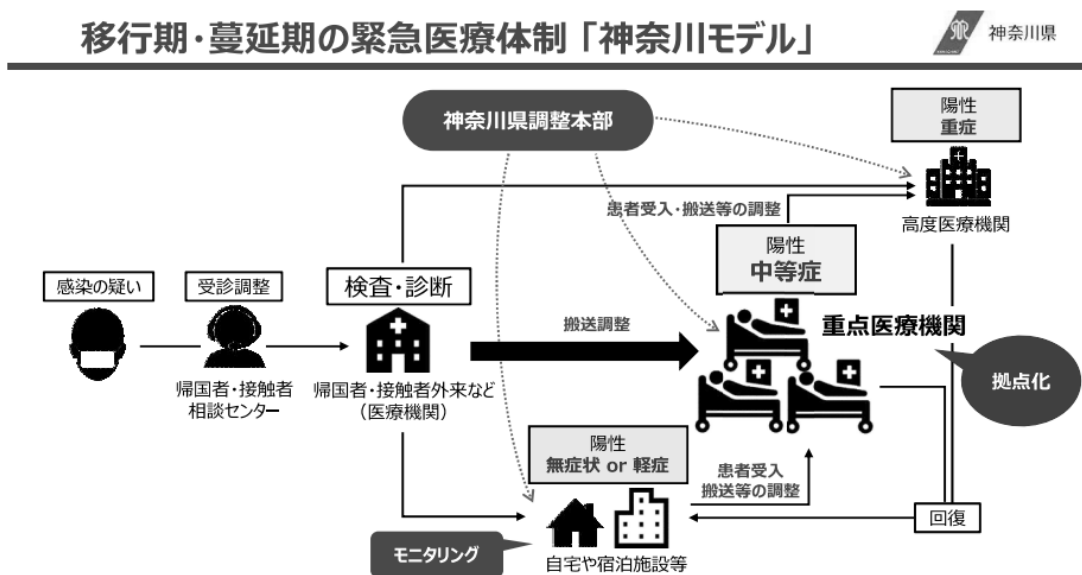 移行期・蔓延期の緊急医療体制「神奈川モデル」
神奈川県
神奈川県調整本部
陽性
重症
高度医療機関
患者受入・搬送等の調整
陽性
中等症
感染の疑い
受診調整
検査・診断
搬送調整
重点医療機関
拠点化
帰国者・接触者
相談センター
帰国者・接触者外来など
（医療機関）
陽性
無症状 or 軽症
患者受入
搬送等の調整
回復
モニタリング
自宅や宿泊施設等